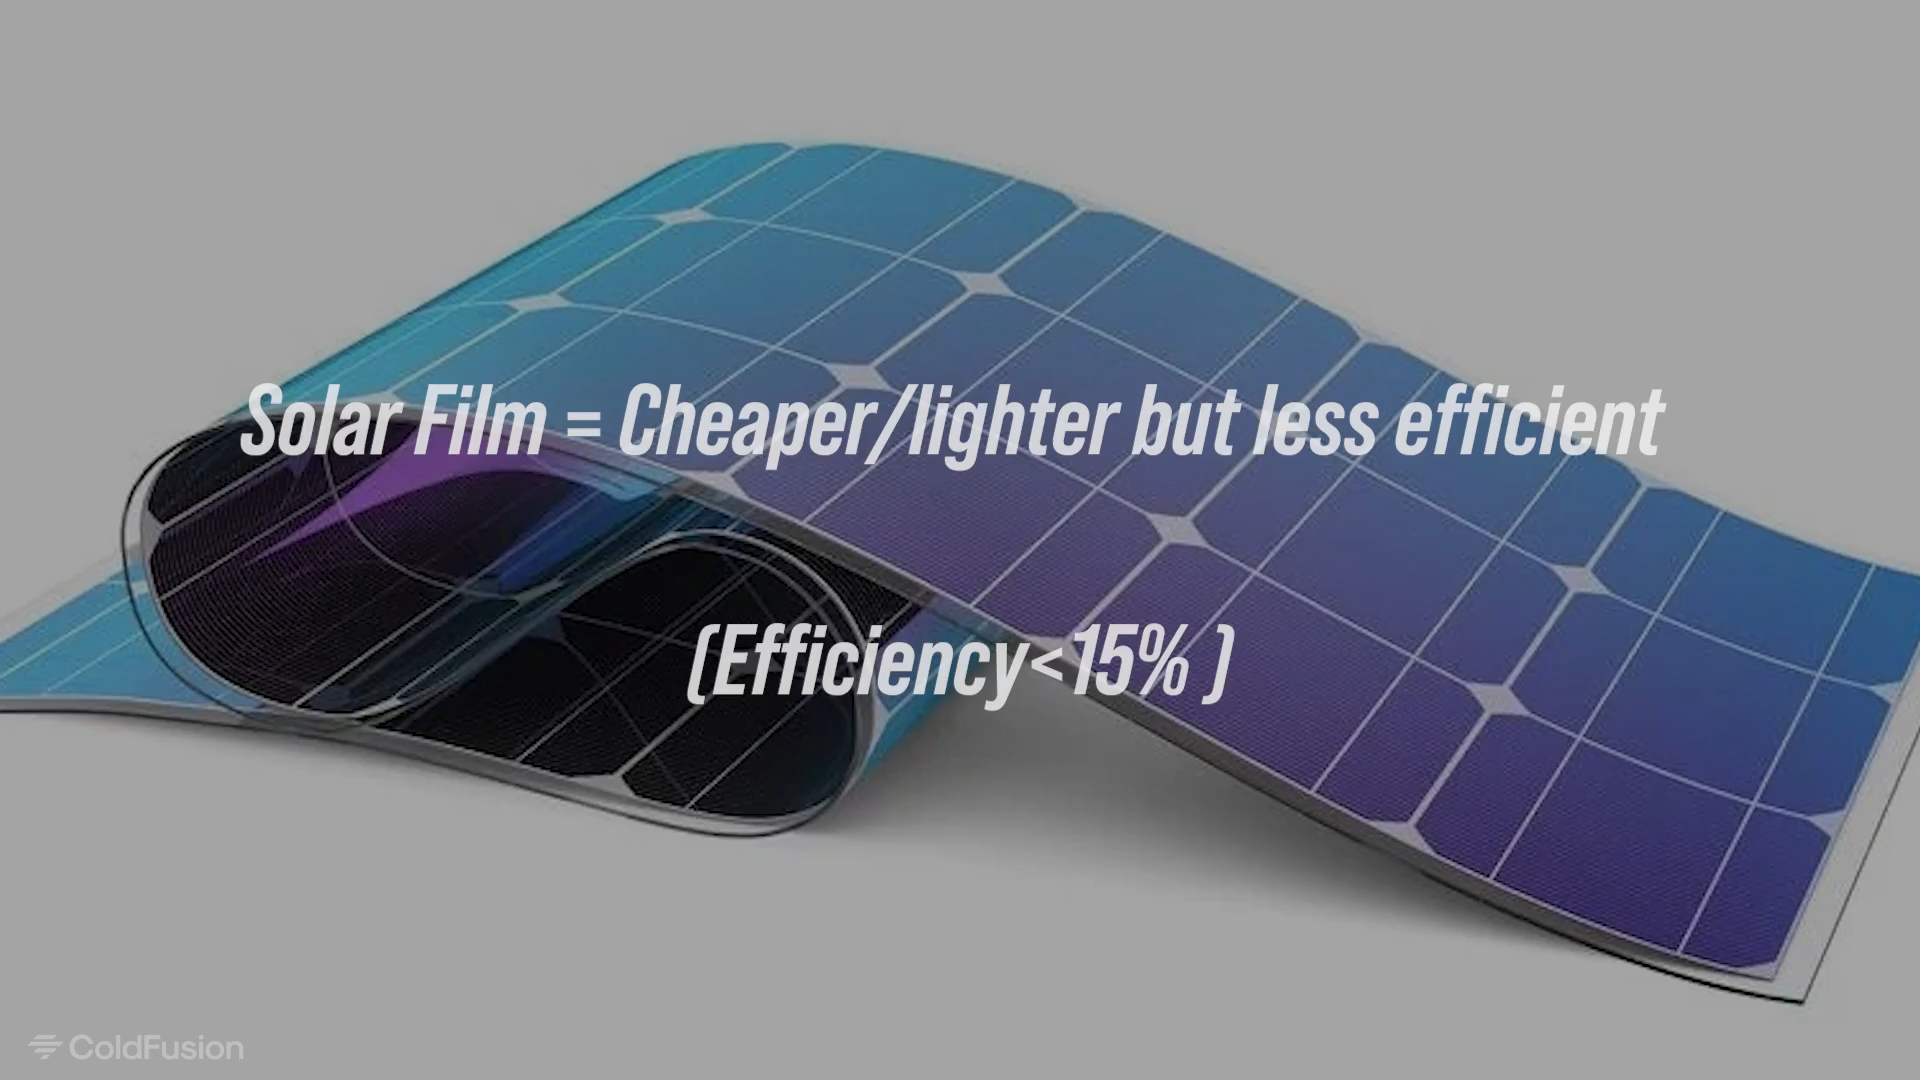 Solar Film = Cheaper/lighter but less efficient
(Efficiency<15% )
ColdFusion